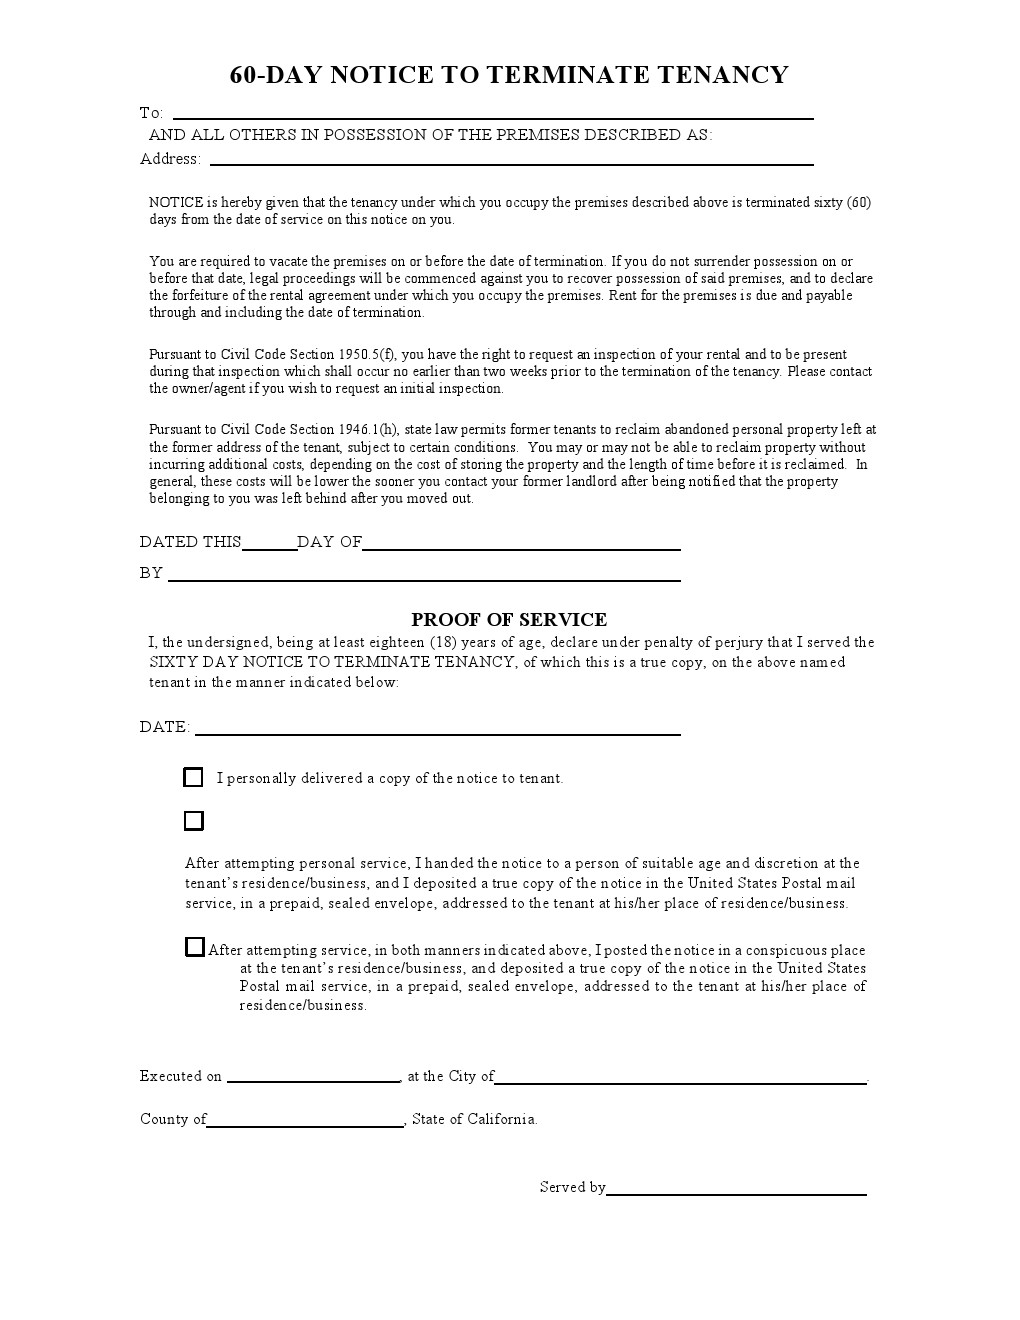 60-DAY NOTICE TO TERMINATE TENANCY
To:
AND ALL OTHERS IN POSSESSION OF THE PREMISES DESCRIBED AS:
Address:
NOTICE is hereby given that the tenancy under which you occupy the premises described above is terminated sixty (60)
days from the date of service on this notice on you.
You are required to vacate the premises on or before the date of termination. If you do not surrender possession on or
before that date, legal proceedings will be commenced against you to recover possession of said premises, and to declare
the forfeiture of the rental agreement under which you occupy the premises. Rent for the premises is due and payable
through and including the date of termination.
Pursuant to Civil Code Section 1950.5(f), you have the right to request an inspection of your rental and to be present
during that inspection which shall occur no earlier than two weeks prior to the termination of the tenancy. Please contact
the owner/agent if you wish to request an initial inspection.
Pursuant to Civil Code Section 1946.1(h), state law permits former tenants to reclaim abandoned personal property left at
the former address of the tenant, subject to certain conditions. You may or may not be able to reclaim property without
incurring additional costs, depending on the cost of storing the property and the length of time before it is reclaimed. In
general, these costs will be lower the sooner you contact your former landlord after being notified that the property
belonging to you was left behind after you moved out.
DATED THIS______DAY OF
BY
PROOF OF SERVICE
I, the undersigned, being at least eighteen (18) years of age, declare under penalty of perjury that I served the
SIXTY DAY NOTICE TO TERMINATE TENANCY, of which this is a true copy, on the above named
tenant in the manner indicated below:
DATE:
I personally delivered a copy of the notice to tenant.
After attempting personal service, I handed the notice to a person of suitable age and discretion at the
tenant's residence/business, and I deposited a true copy of the notice in the United States Postal mail
service, in a prepaid, sealed envelope, addressed to the tenant at his/her place of residence/business.
After attempting service, in both manners indicated above, I posted the notice in a conspicuous place
at the tenant's residence/business, and deposited a true copy of the notice in the United States
Postal mail service, in a prepaid, sealed envelope, addressed to the tenant at his/her place of
residence/business.
Executed on ______, at the City of______.
County of______, State of California.
Served by